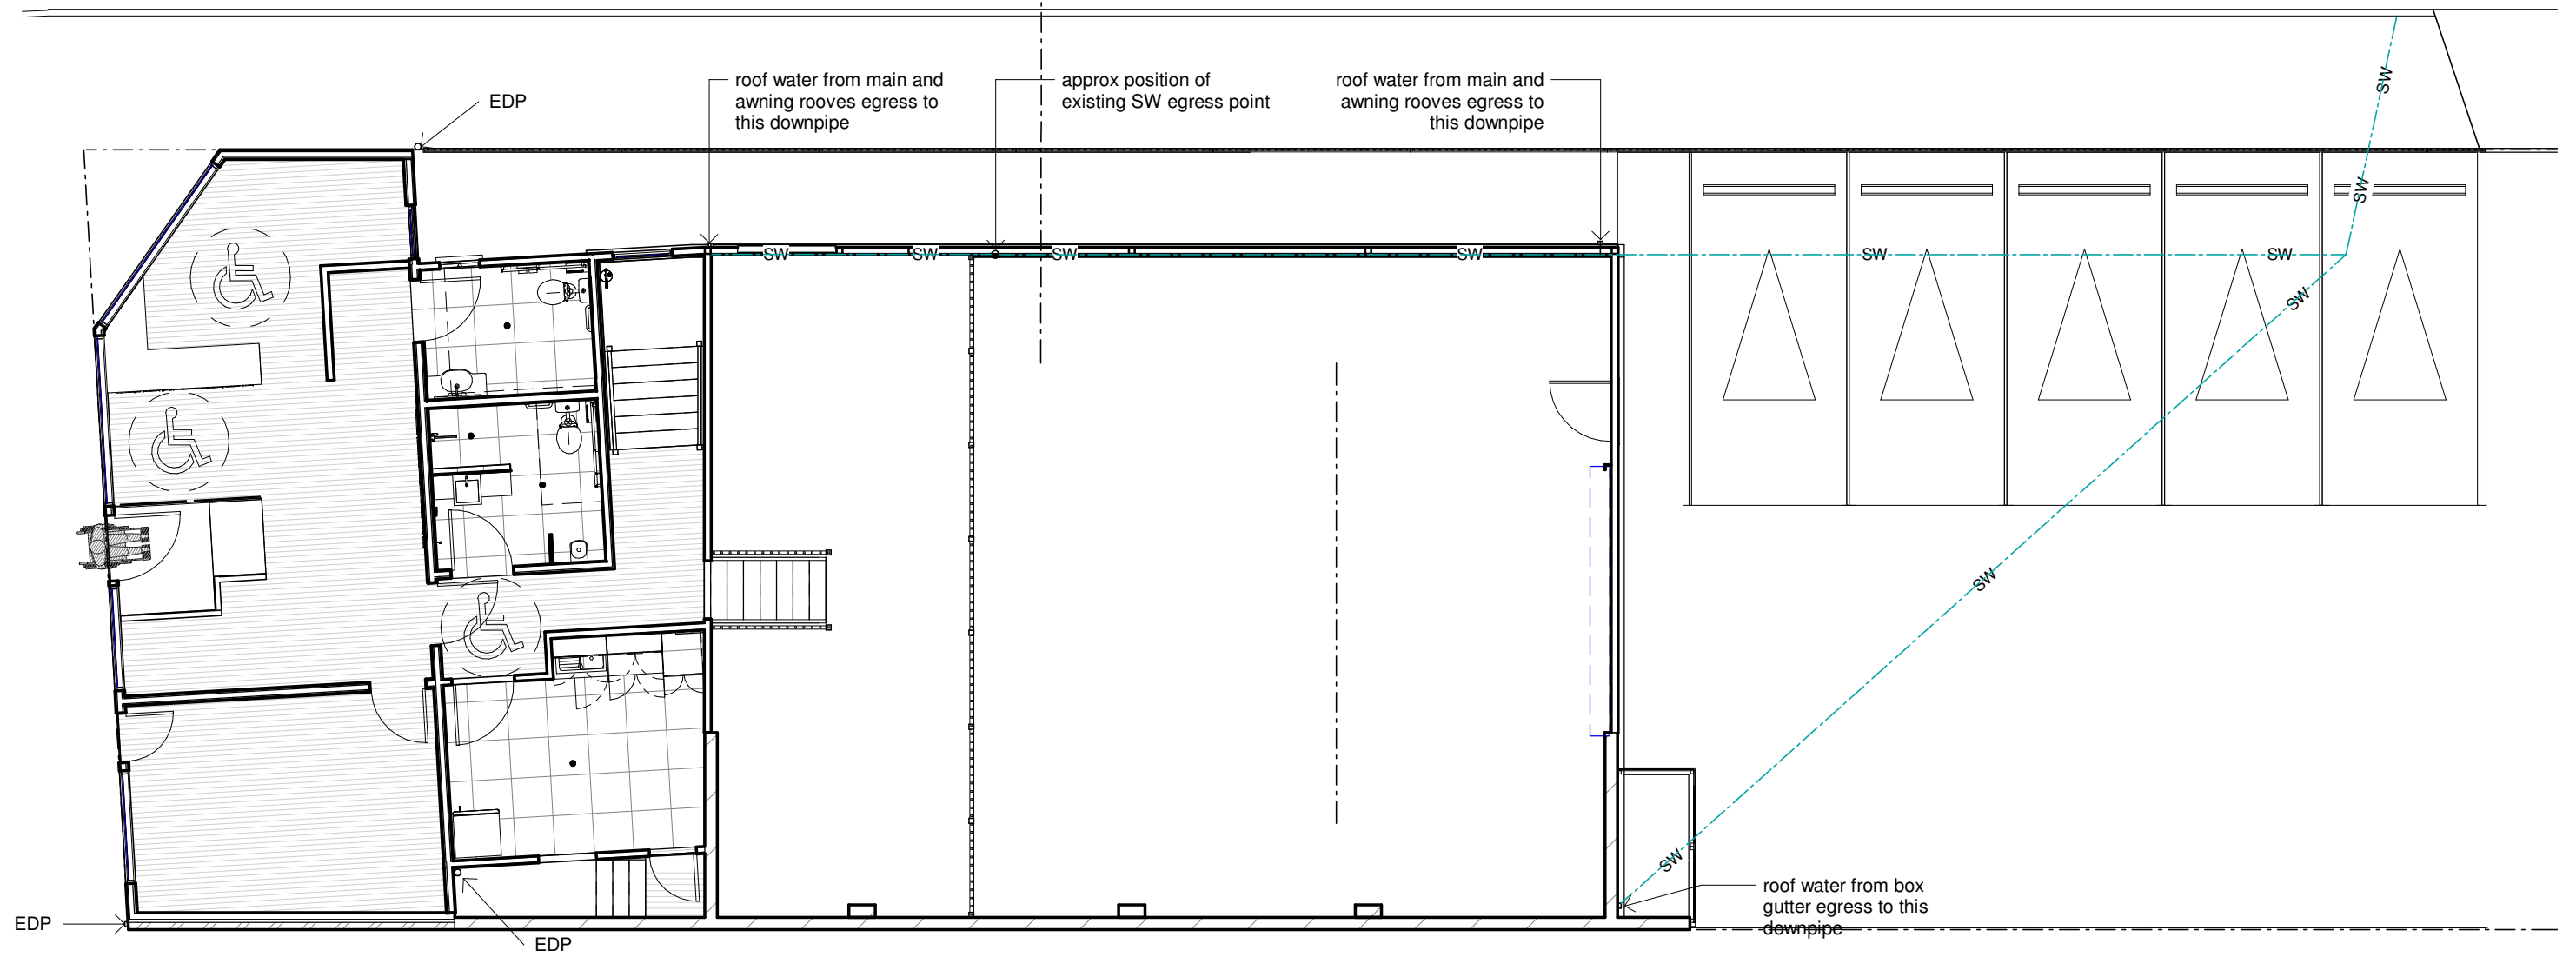 roof water from main and
awning rooves egress to
this downpipe
approx position of
existing SW egress point
roof water from main and
awning rooves egress to
this downpipe
EDP
SW
SW
SW
SW
SW
SW
SW
SW
SW
SW
SW
roof water from box
gutter egress to this
downpipe
EDP
EDP